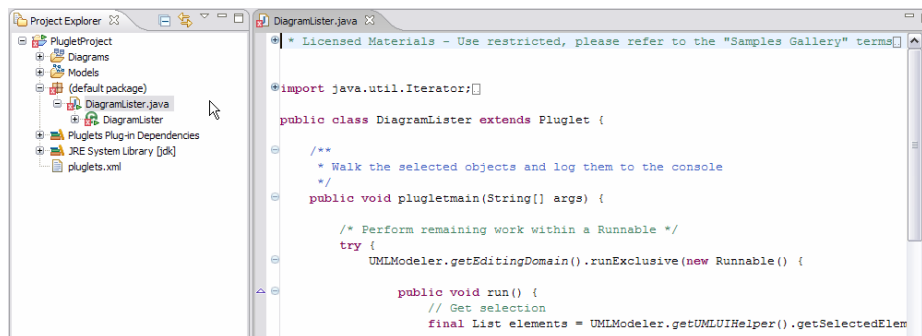 Project Explorer
PlugletProject
Diagrams
Models
(default package)
DiagramLister.java
DiagramLister
Pluglets Plug-in Dependencies
JRE System Library [jdk]
pluglets.xml
DiagramLister.java
* Licensed Materials - Use restricted, please refer to the "Samples Gallery" terms
import java.util.Iterator;
public class DiagramLister extends Pluglet {
/**
* Walk the selected objects and log them to the console
*/
public void plugletmain(String[] args) {
/* Perform remaining work within a Runnable */
try {
UMLModeler.getEditingDomain().runExclusive(new Runnable() {
public void run() {
// Get selection
final List elements = UMLModeler.getUMLUIHelper().getSelectedElem